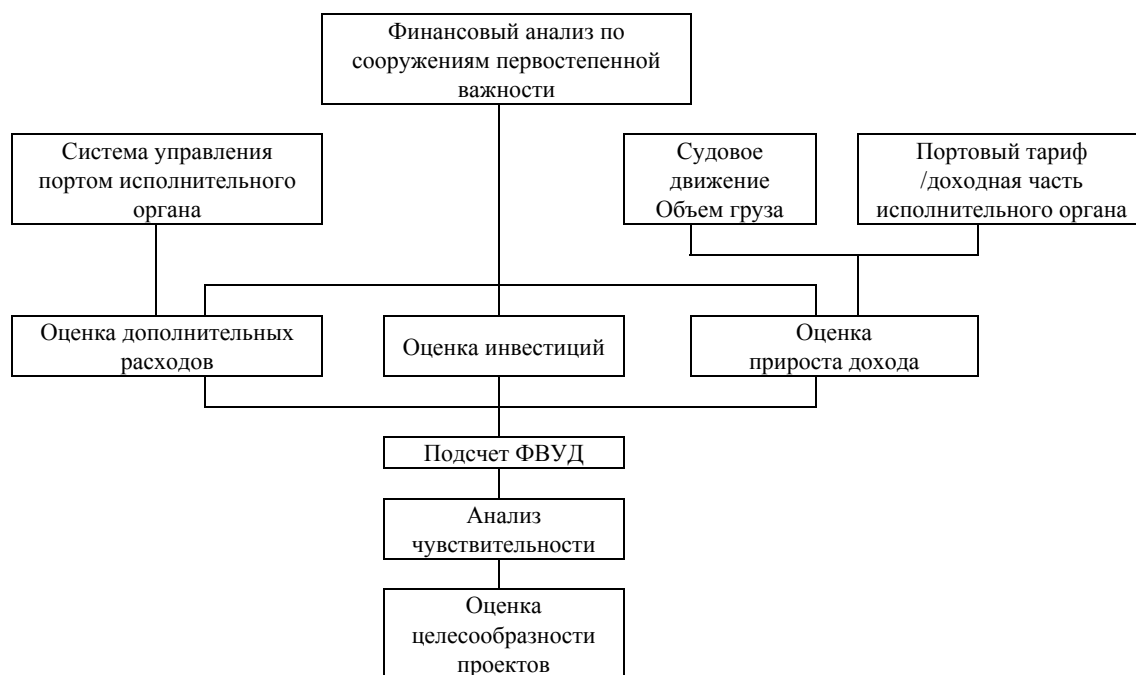 Финансовый анализ по
сооружениям первостепенной
важности
Система управления
портом исполнительного
органа
Судовое
движение
Объем груза
Портовый тариф
/доходная часть
исполнительного органа
Оценка дополнительных
расходов
Оценка инвестиций
Оценка
прироста дохода
Подсчет ФВУД
Анализ
чувствительности
Оценка
целесообразности
проектов